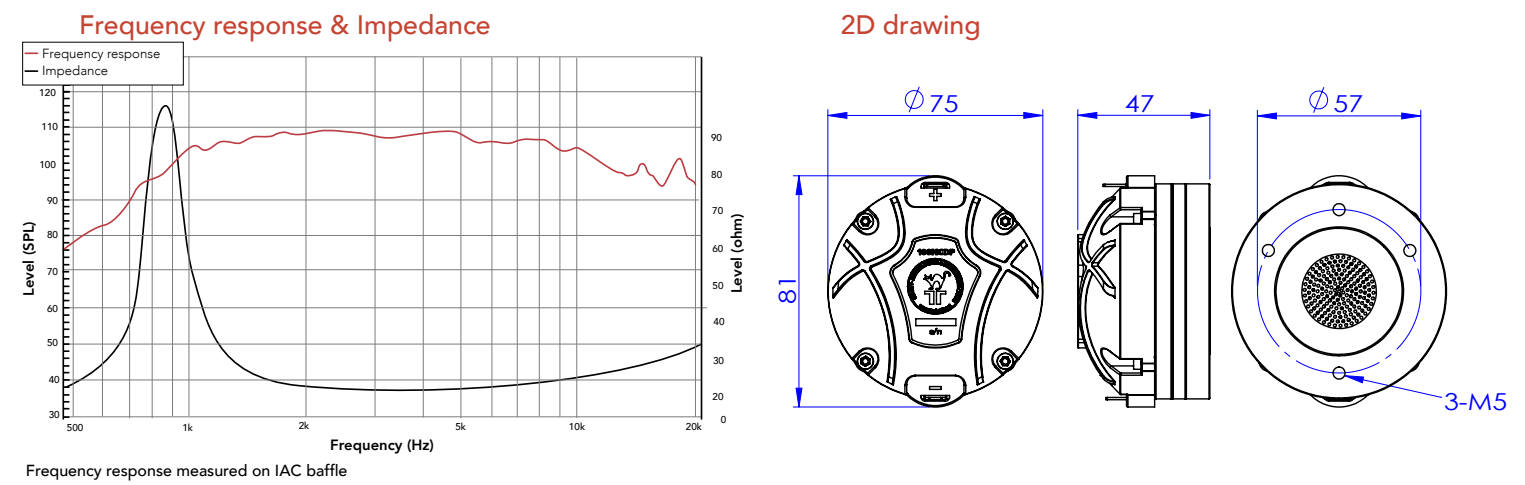 Frequency response & Impedance
Frequency response
Impedance
120
110
100
90
80
70
60
50
40
30
Level (SPL)
90
80
70
60
50
40
30
20
0
Level (ohm)
500
1k
2k
5k
10k
20k
Frequency (Hz)
Frequency response measured on IAC baffle
2D drawing
∅ 75
47
∅ 57
81
+
s/n
-
3-M5